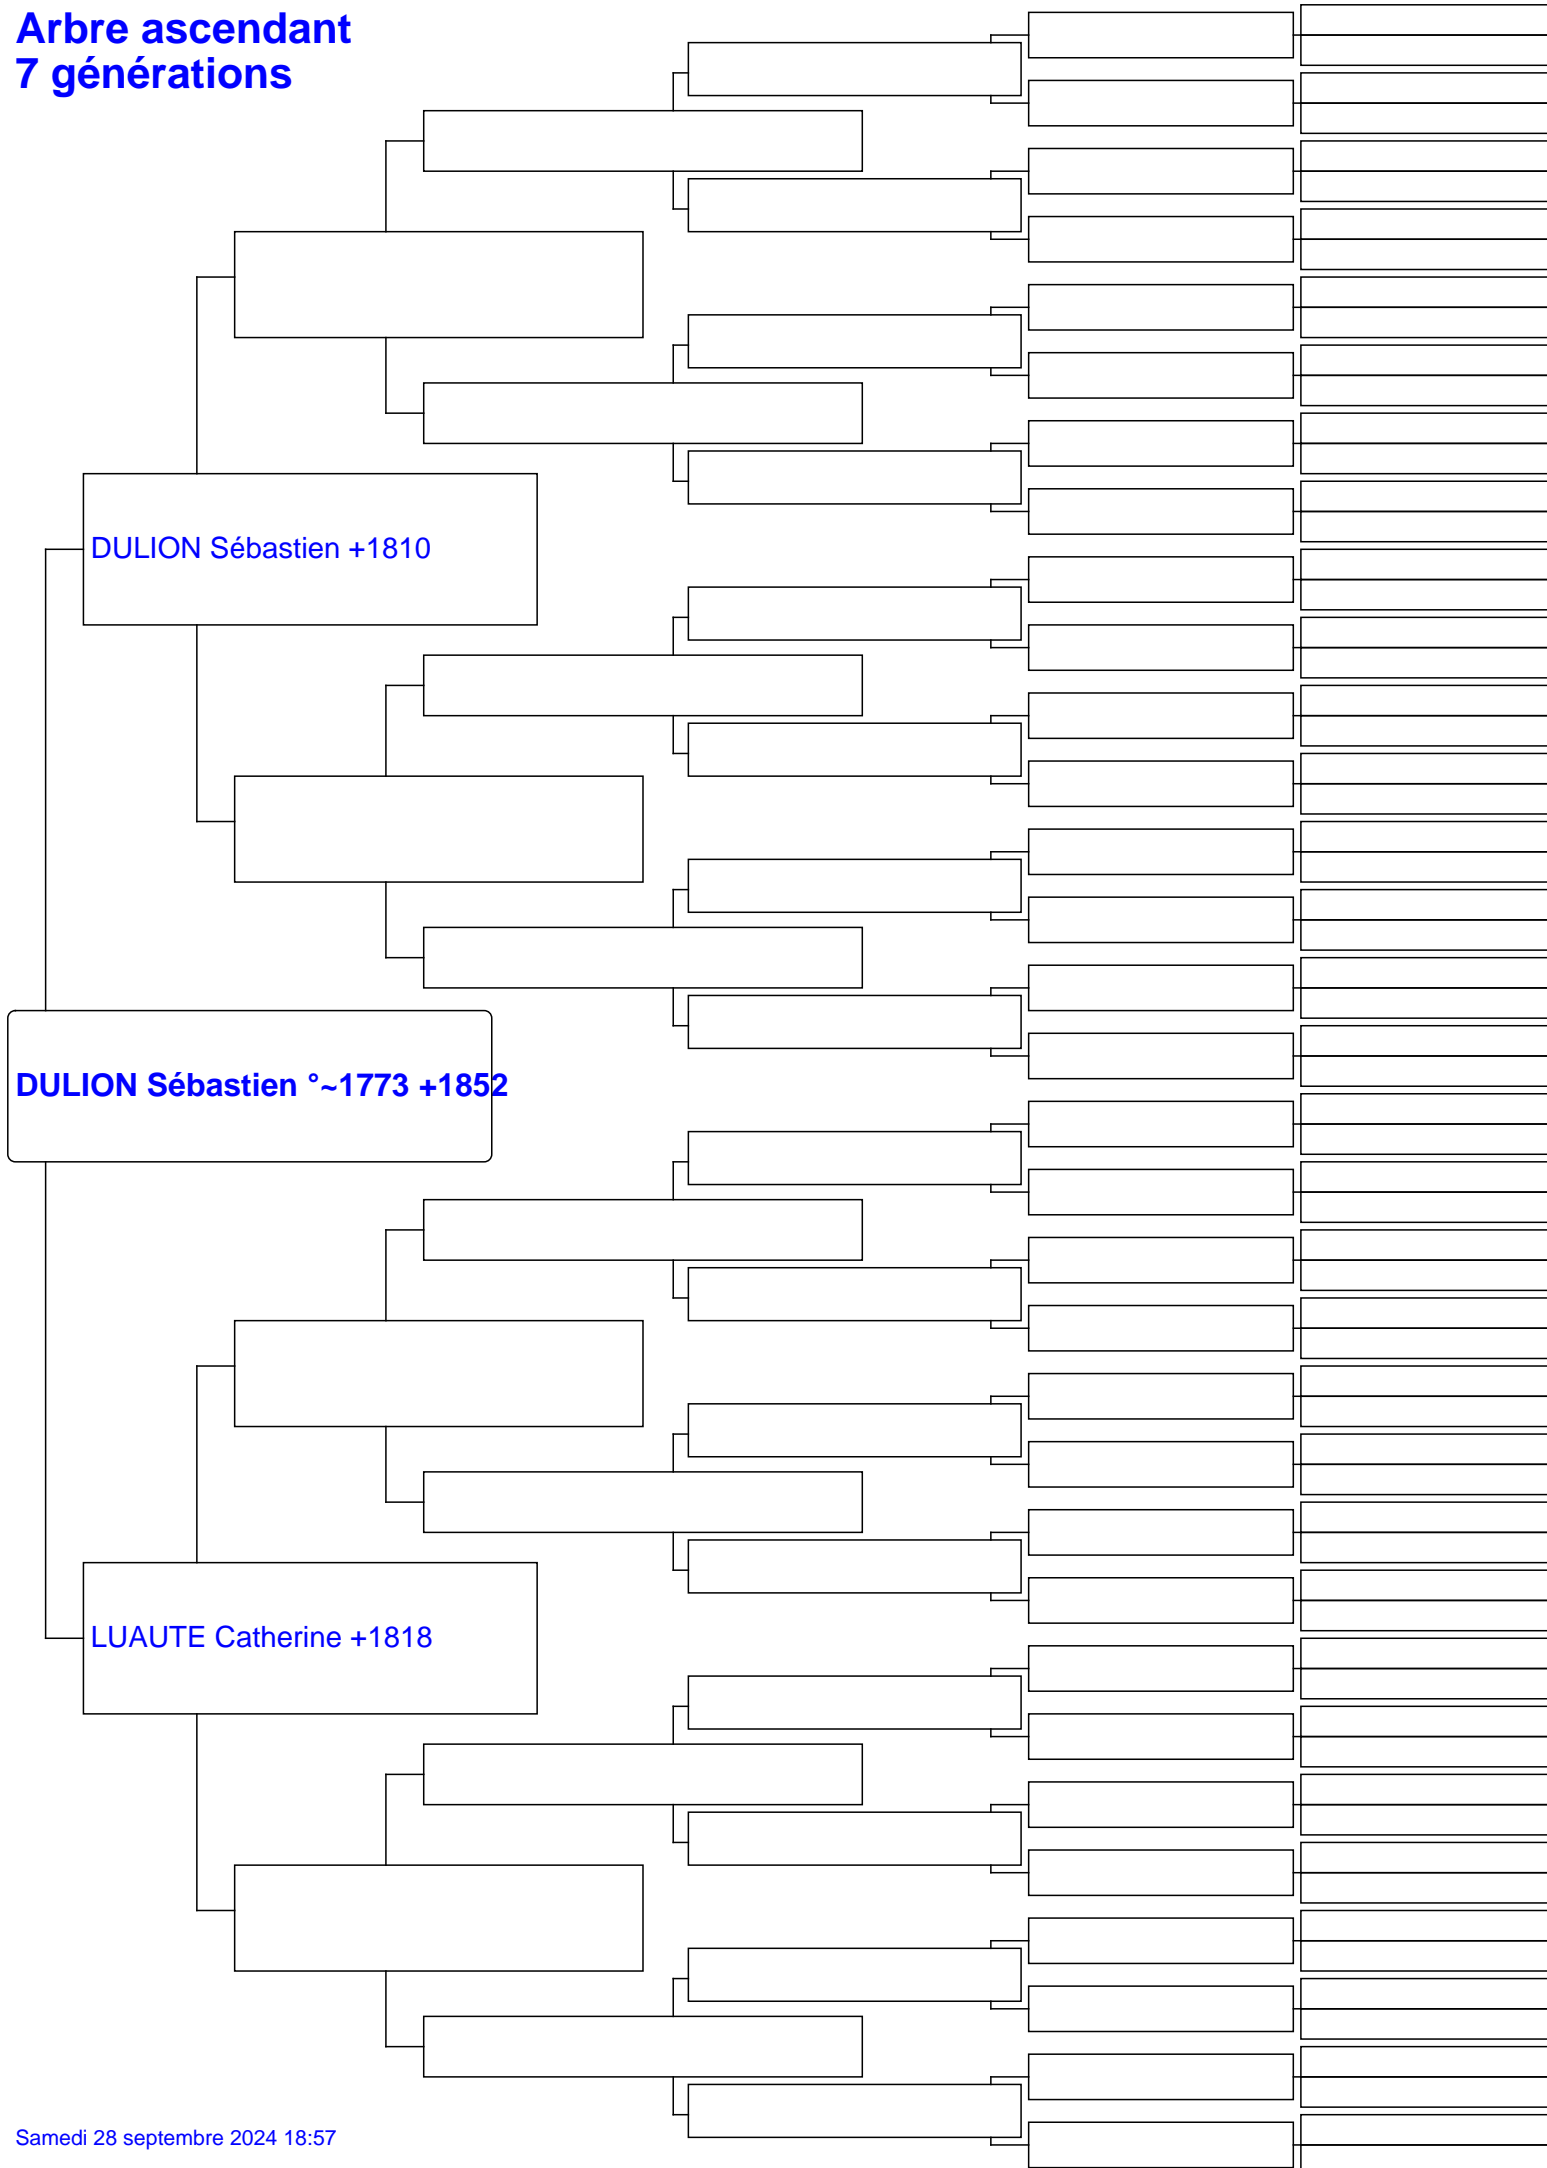 Arbre ascendant
7 générations
DULION Sébastien +1810
DULION Sébastien °~1773 +1852
LUAUTE Catherine +1818
Samedi 28 septembre 2024 18:57